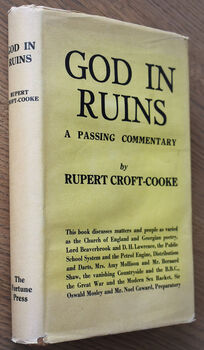 GOD IN
RUINS
RUPERT
CROFT-COOKE
The
Fortune
Press
GOD IN
RUINS
A PASSING COMMENTARY
by
RUPERT CROFT-COOKE
This book discusses matters and people as varied
as the Church of England and Georgian poetry,
Lord Beaverbrook and D. H. Lawrence, the Public
School System and the Petrol Engine, Distributions
and Darts, Mrs. Amy Mollison and Mr. Bernard
Shaw, the vanishing Countryside and the B.B.C.,
the Great War and the Modern Sex Racket, Sir
Oswald Mosley and Mr. Noel Coward, Preparatory